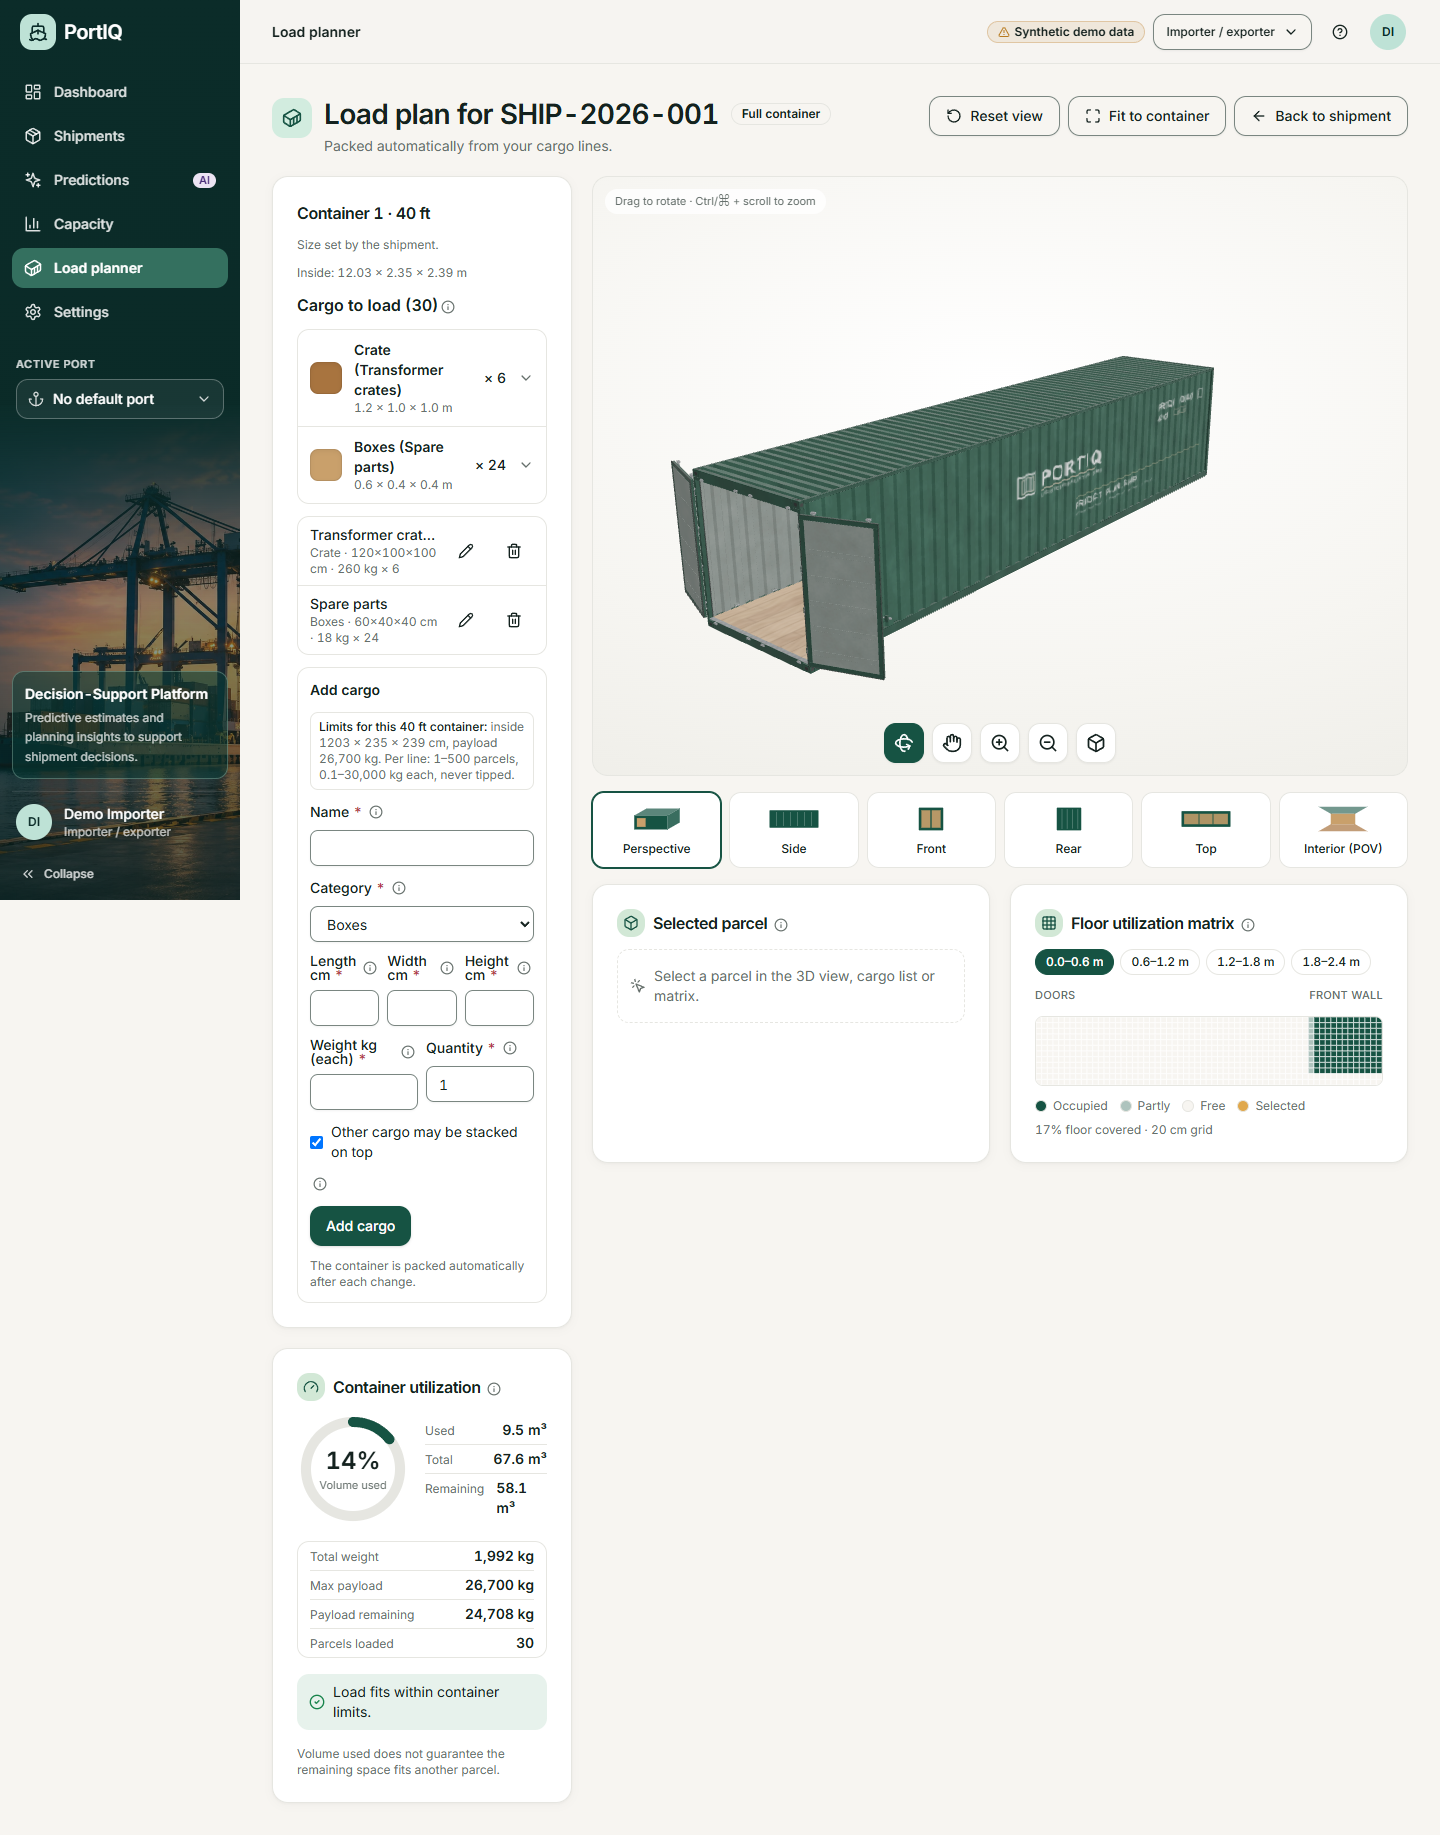 PortIQ
Dashboard
Shipments
Predictions
AI
Capacity
Load planner
Settings
ACTIVE PORT
No default port
Decision-Support Platform
Predictive estimates and
planning insights to support
shipment decisions.
DI
Demo Importer
Importer / exporter
Collapse
Load planner
Synthetic demo data
Importer / exporter
DI
Load plan for SHIP-2026-001
Full container
Packed automatically from your cargo lines.
Reset view
Fit to container
Back to shipment
Container 1 · 40 ft
Size set by the shipment.
Inside: 12.03 × 2.35 × 2.39 m
Cargo to load (30)
Crate
(Transformer
crates)
1.2 × 1.0 × 1.0 m
× 6
Boxes (Spare
parts)
0.6 × 0.4 × 0.4 m
× 24
Transformer crat...
Crate · 120×100×100
cm · 260 kg × 6
Spare parts
Boxes · 60×40×40 cm
· 18 kg × 24
Add cargo
Limits for this 40 ft container: inside
1203 × 235 × 239 cm, payload
26,700 kg. Per line: 1–500 parcels,
0.1–30,000 kg each, never tipped.
Name *
Category *
Boxes
Length
cm *
Width
cm *
Height
cm *
Weight kg
(each) *
Quantity *
1
Other cargo may be stacked
on top
Add cargo
The container is packed automatically
after each change.
Container utilization
14%
Volume used
Used 9.5 m³
Total 67.6 m³
Remaining 58.1
m³
Total weight 1,992 kg
Max payload 26,700 kg
Payload remaining 24,708 kg
Parcels loaded 30
Load fits within container
limits.
Volume used does not guarantee the
remaining space fits another parcel.
Drag to rotate · Ctrl/⌘ + scroll to zoom
PORTIQ
Perspective
Side
Front
Rear
Top
Interior (POV)
Selected parcel
Select a parcel in the 3D view, cargo list or
matrix.
Floor utilization matrix
0.0–0.6 m
0.6–1.2 m
1.2–1.8 m
1.8–2.4 m
DOORS
FRONT WALL
Occupied
Partly
Free
Selected
17% floor covered · 20 cm grid